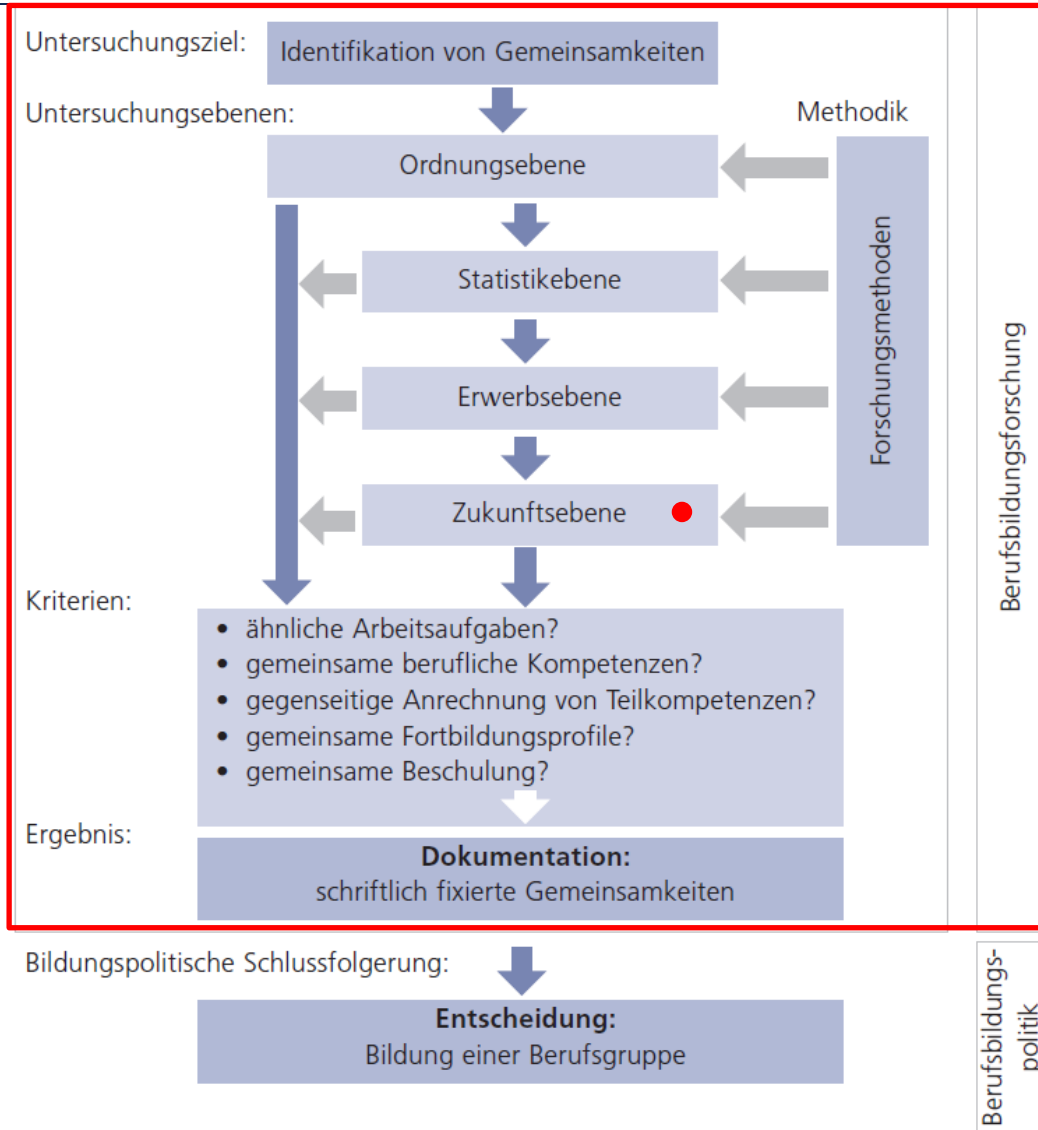 Untersuchungsziel:
Identifikation von Gemeinsamkeiten
Untersuchungsebenen:
Methodik
Ordnungsebene
Statistikebene
Erwerbsebene
Zukunftsebene
Forschungsmethoden
Berufsbildungsforschung
Kriterien:
• ähnliche Arbeitsaufgaben?
• gemeinsame berufliche Kompetenzen?
• gegenseitige Anrechnung von Teilkompetenzen?
• gemeinsame Fortbildungsprofile?
• gemeinsame Beschulung?
Ergebnis:
Dokumentation:
schriftlich fixierte Gemeinsamkeiten
Bildungspolitische Schlussfolgerung:
Entscheidung:
Bildung einer Berufsgruppe
Berufsbildungs-
politik